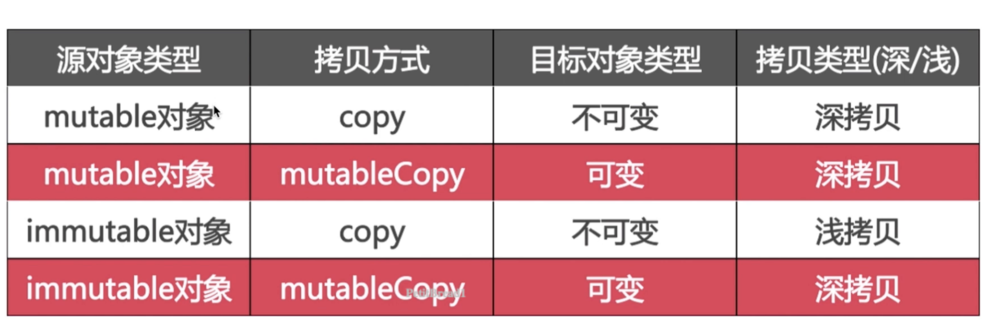 源对象类型 拷贝方式 目标对象类型 拷贝类型(深/浅)
mutable对象 copy 不可变 深拷贝
mutable对象 mutableCopy 可变 深拷贝
immutable对象 copy 不可变 浅拷贝
immutable对象 mutableCopy 可变 深拷贝